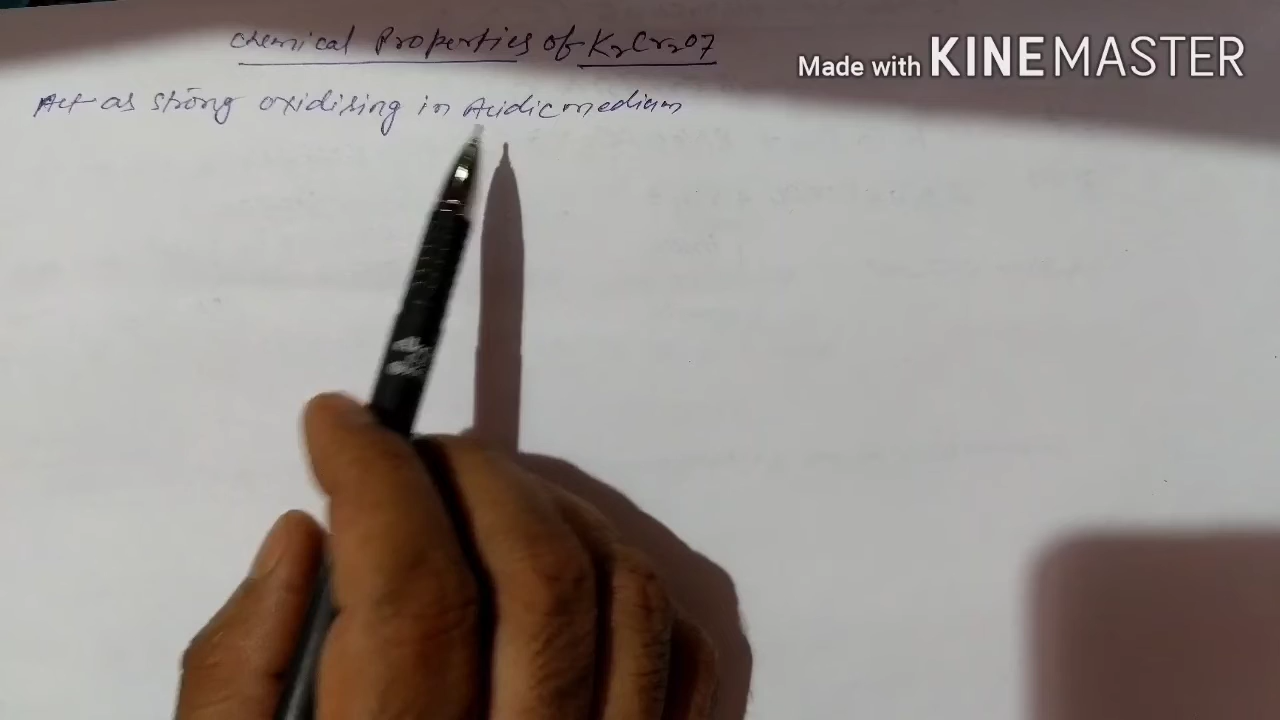 Chemical Properties of K2Cr2O7
Made with KINEMASTER
Act as strong oxidising in Acidic medium